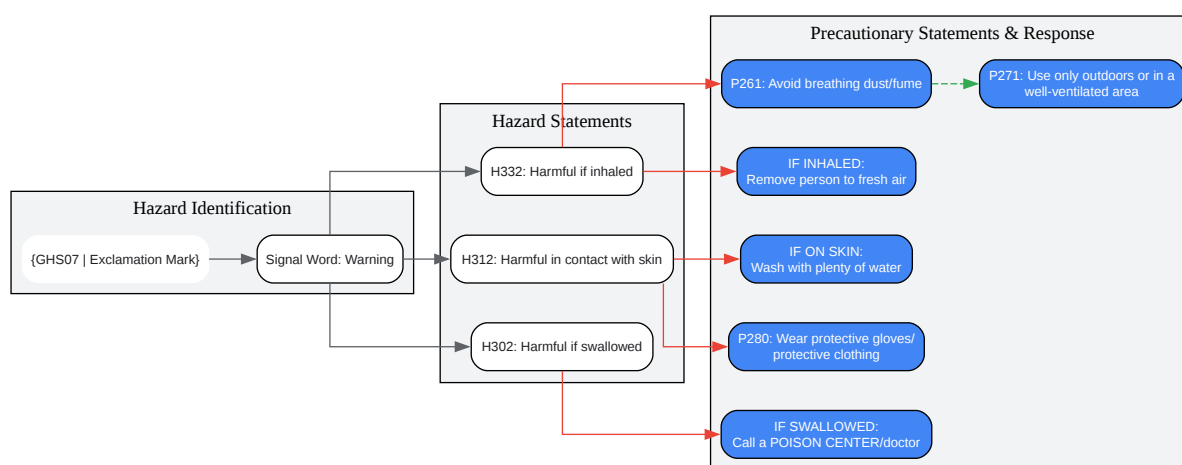 Precautionary Statements & Response
P261: Avoid breathing dust/fume
P271: Use only outdoors or in a
well-ventilated area
Hazard Statements
H332: Harmful if inhaled
IF INHALED:
Remove person to fresh air
Hazard Identification
{GHS07 | Exclamation Mark}
Signal Word: Warning
H312: Harmful in contact with skin
IF ON SKIN:
Wash with plenty of water
H302: Harmful if swallowed
P280: Wear protective gloves/
protective clothing
IF SWALLOWED:
Call a POISON CENTER/doctor